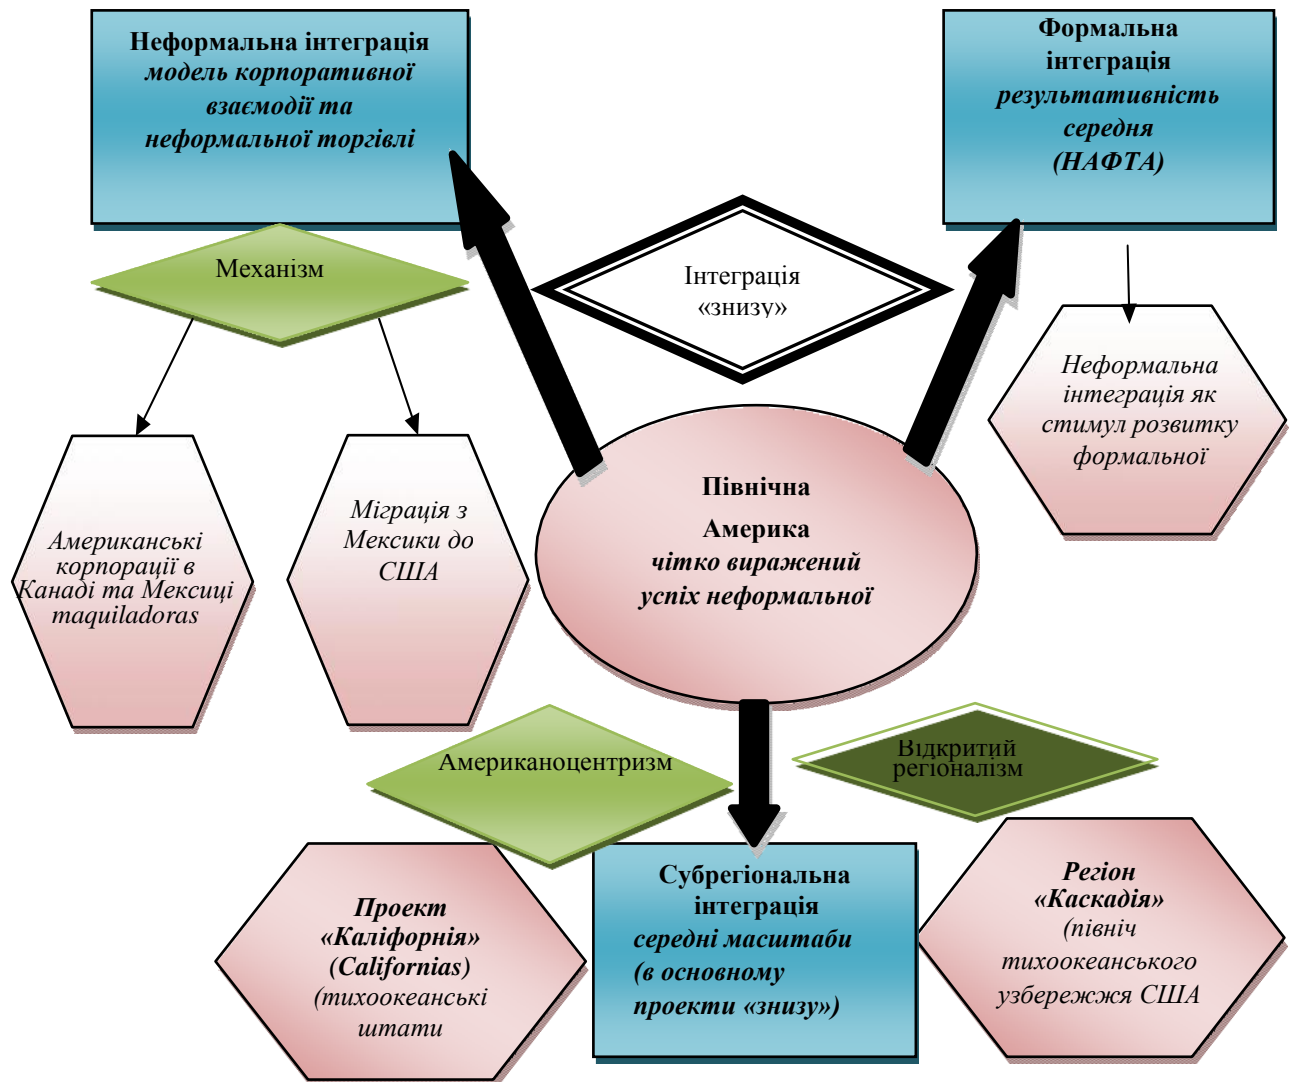 Неформальна інтеграція
модель корпоративної
взаємодії та
неформальної торгівлі
Формальна
інтеграція
результативність
середня
(НАФТА)
Механізм
Інтеграція
«знизу»
Неформальна
інтеграція як
стимул розвитку
формальної
Американські
корпорації в
Канаді та Мексиці
maquiladoras
Міграція з
Мексики до
США
Північна
Америка
чітко виражений
успіх неформальної
Американоцентризм
Відкритий
регіоналізм
Проект
«Каліфорнія»
(Californias)
(тихоокеанські
штати
Субрегіональна
інтеграція
середні масштаби
(в основному
проекти «знизу»)
Регіон
«Каскадія»
(північ
тихоокеанського
узбережжя США